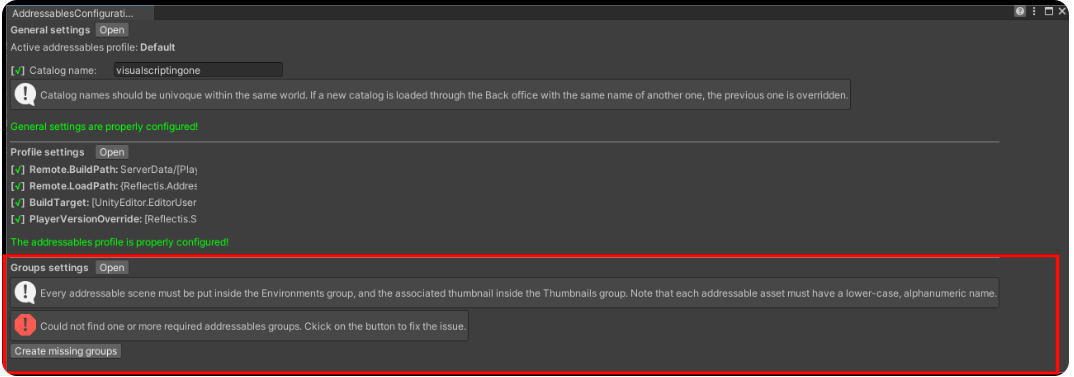 AddressablesConfigurati...
General settings Open
Active addressables profile: Default
[√] Catalog name: visualscriptingone
Catalog names should be univoque within the same world. If a new catalog is loaded through the Back office with the same name of another one, the previous one is overridden.
General settings are properly configured!
Profile settings Open
[√] Remote.BuildPath: ServerData/[Play
[√] Remote.LoadPath: {Reflectis.Addres
[√] BuildTarget: [UnityEditor.EditorUser
[√] PlayerVersionOverride: [Reflectis.S
The addressables profile is properly configured!
Groups settings Open
Every addressable scene must be put inside the Environments group, and the associated thumbnail inside the Thumbnails group. Note that each addressable asset must have a lower-case, alphanumeric name.
Could not find one or more required addressables groups. Ckick on the button to fix the issue.
Create missing groups